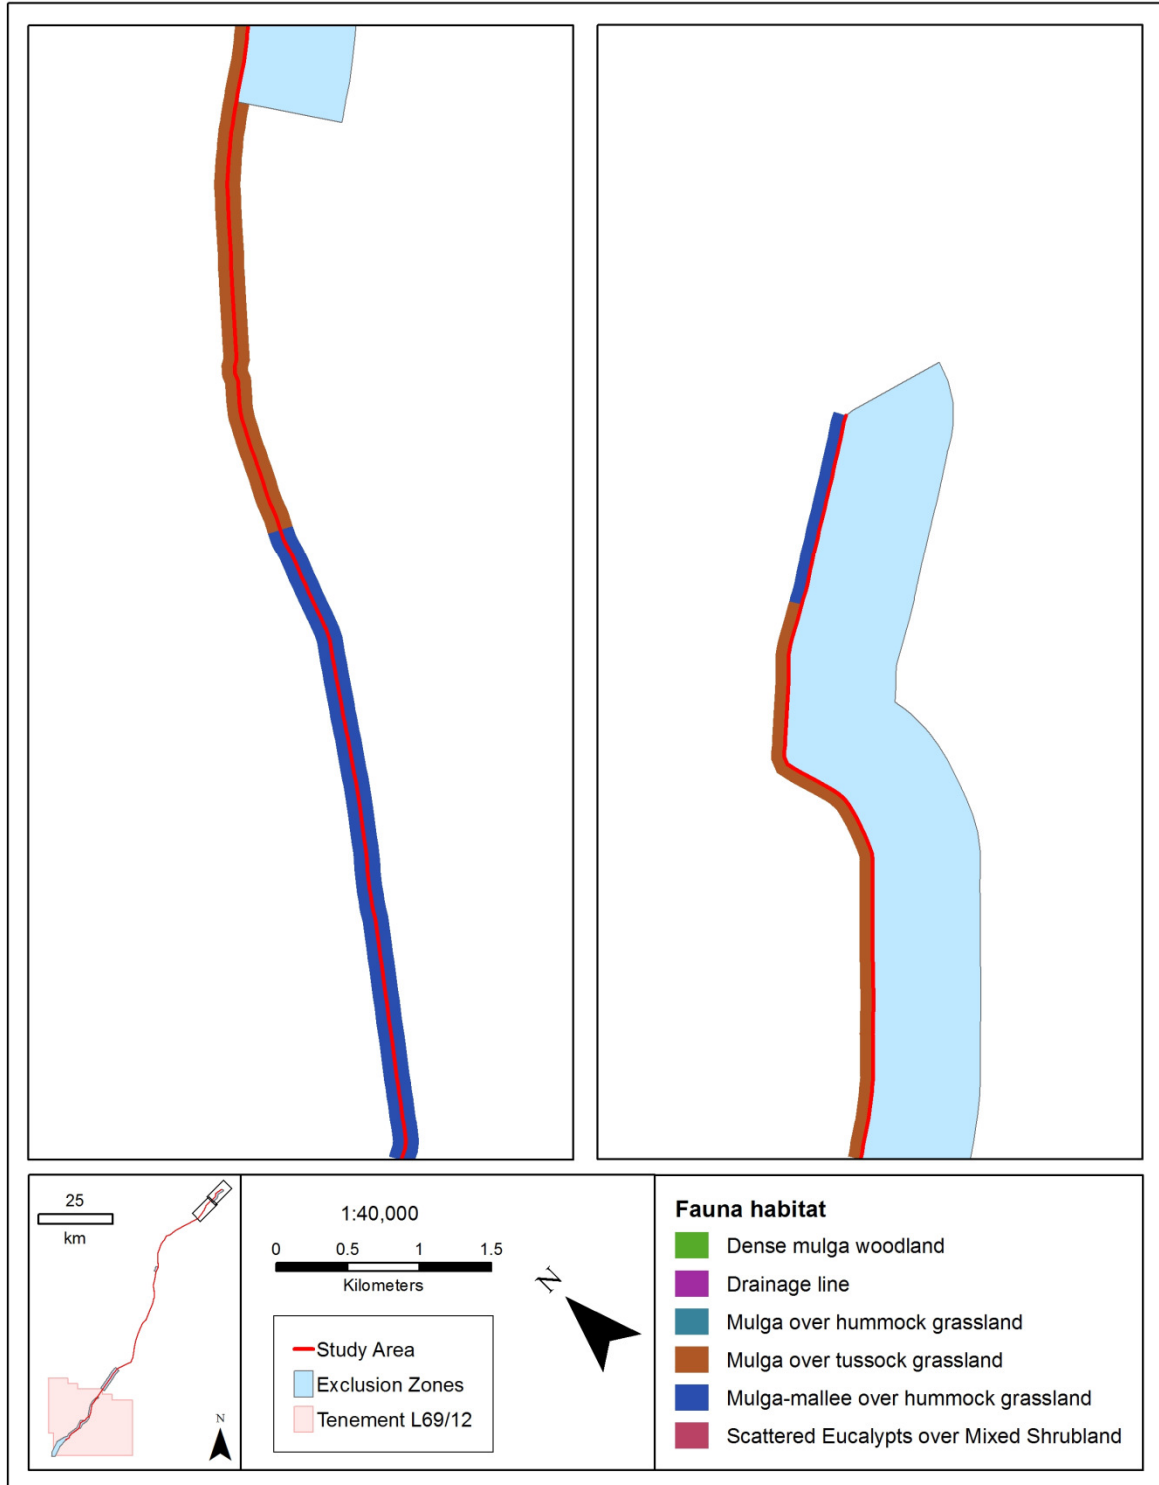 25
km
N
1:40,000
0 0.5 1 1.5
Kilometers
N
Study Area
Exclusion Zones
Tenement L69/12
Fauna habitat
Dense mulga woodland
Drainage line
Mulga over hummock grassland
Mulga over tussock grassland
Mulga-mallee over hummock grassland
Scattered Eucalypts over Mixed Shrubland